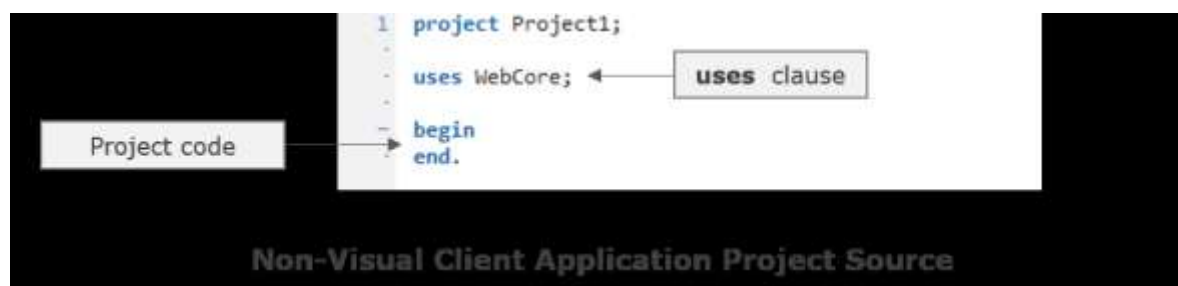 1 project Project1;
uses WebCore;
uses clause
begin
Project code
end.
Non-Visual Client Application Project Source